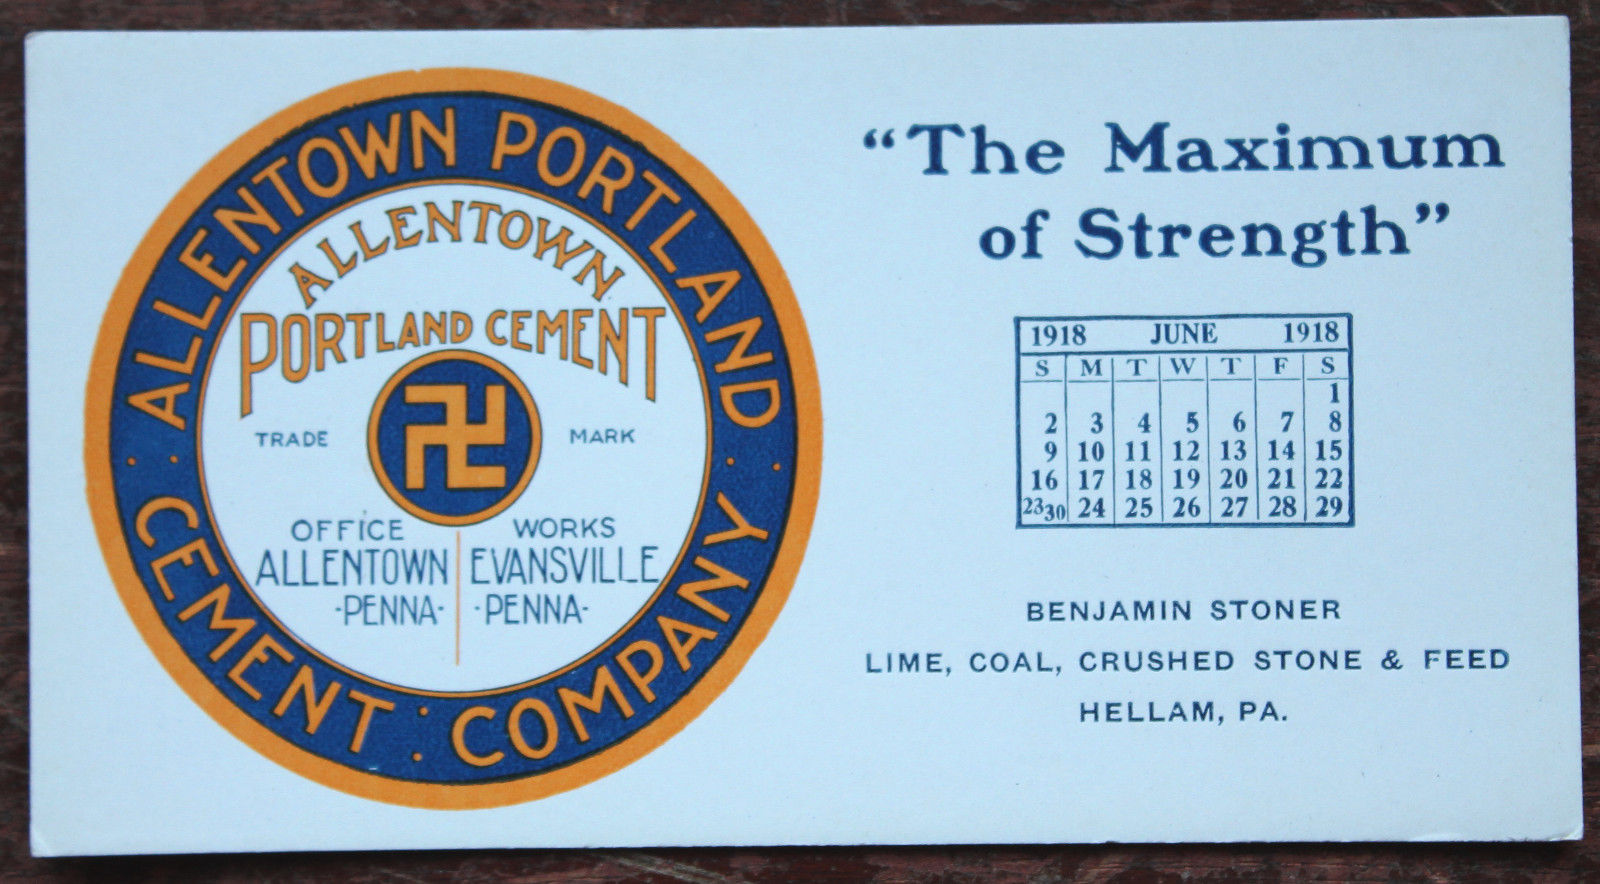 ALLENTOWN PORTLAND
CEMENT : COMPANY
ALLENTOWN
PORTLAND CEMENT
TRADE MARK
OFFICE
ALLENTOWN
-PENNA-
WORKS
EVANSVILLE
-PENNA-
“The Maximum
of Strength”
1918 JUNE 1918
S M T W T F S
1
2 3 4 5 6 7 8
9 10 11 12 13 14 15
16 17 18 19 20 21 22
23 30 24 25 26 27 28 29
BENJAMIN STONER
LIME, COAL, CRUSHED STONE & FEED
HELLAM, PA.